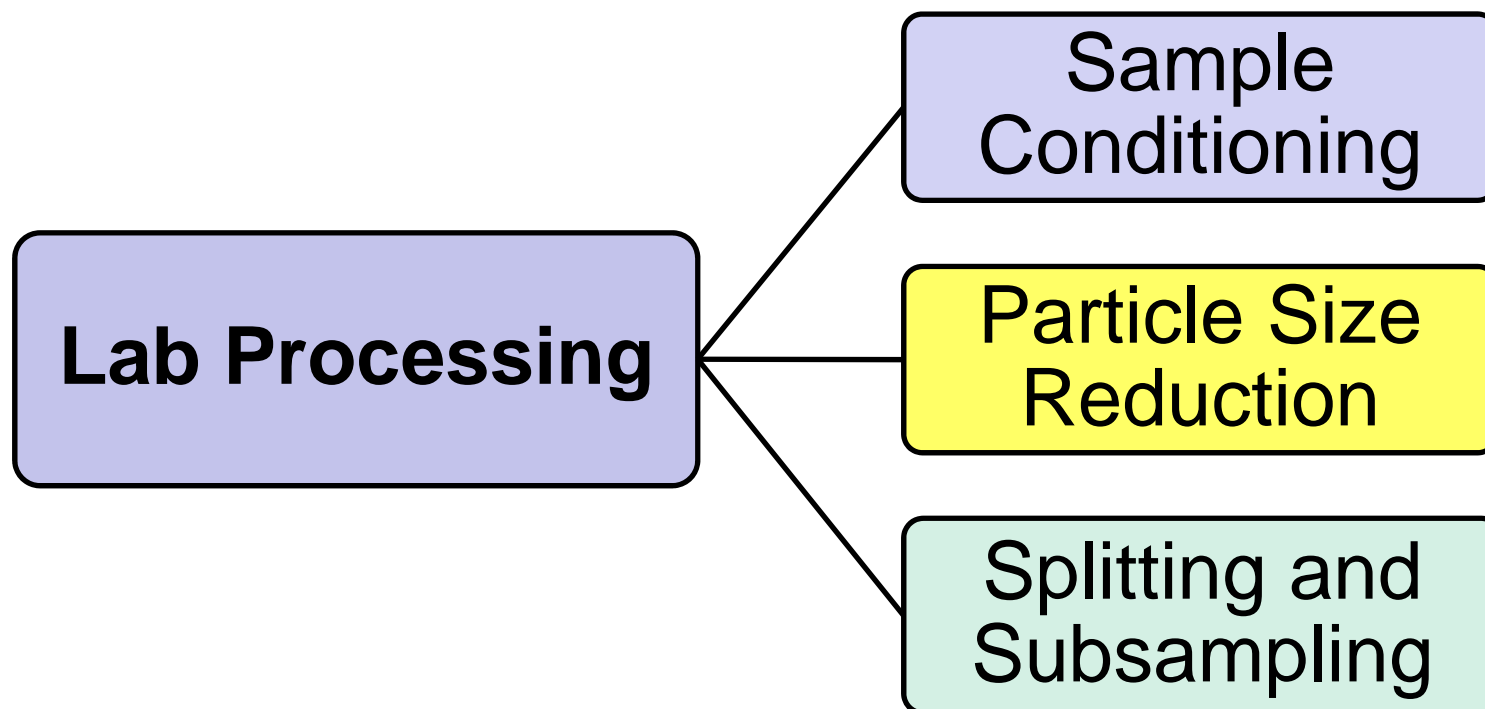 Sample
Conditioning
Lab Processing
Particle Size
Reduction
Splitting and
Subsampling